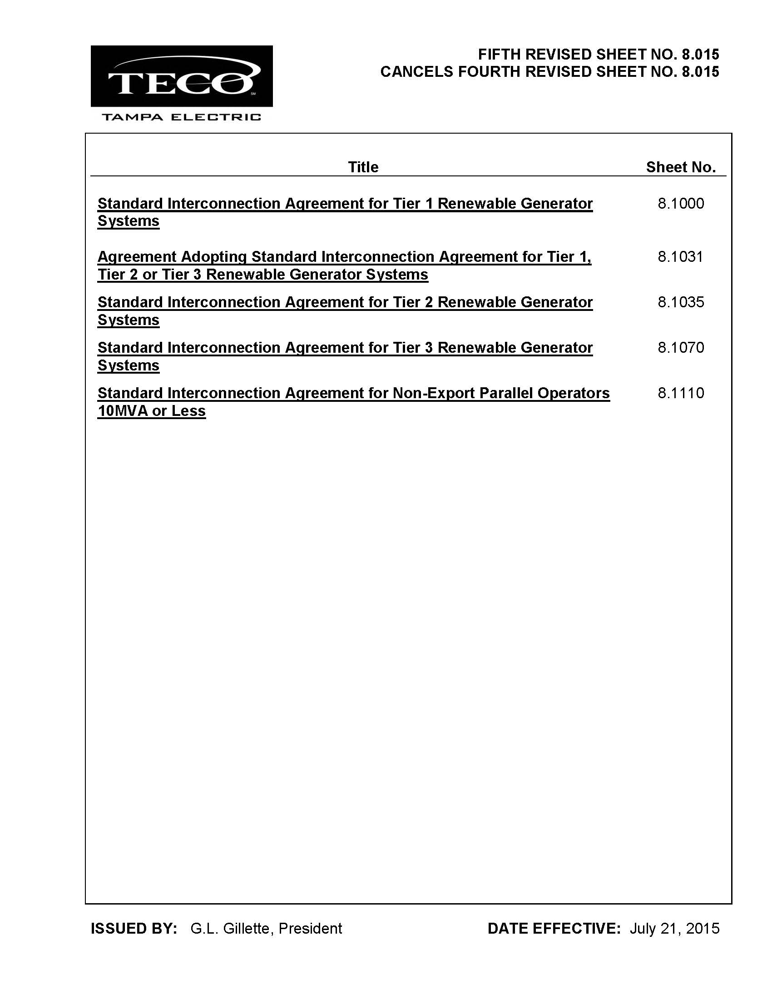 TECO
SM
TAMPA ELECTRIC
FIFTH REVISED SHEET NO. 8.015
CANCELS FOURTH REVISED SHEET NO. 8.015
Title Sheet No.
Standard Interconnection Agreement for Tier 1 Renewable Generator 8.1000
Systems
Agreement Adopting Standard Interconnection Agreement for Tier 1, 8.1031
Tier 2 or Tier 3 Renewable Generator Systems
Standard Interconnection Agreement for Tier 2 Renewable Generator 8.1035
Systems
Standard Interconnection Agreement for Tier 3 Renewable Generator 8.1070
Systems
Standard Interconnection Agreement for Non-Export Parallel Operators 8.1110
10MVA or Less
ISSUED BY: G.L. Gillette, President DATE EFFECTIVE: July 21, 2015